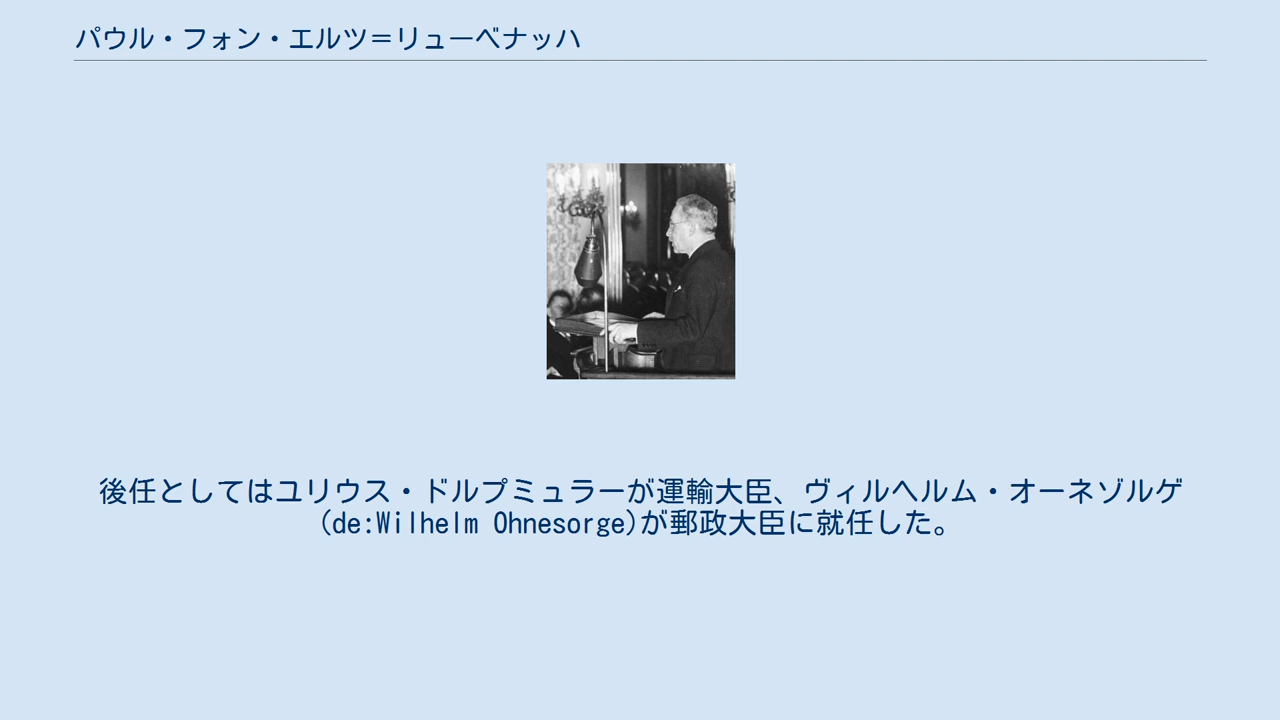 パウル・フォン・エルツ＝リューベナッハ
後任としてはユリウス・ドルプミュラーが運輸大臣、ヴィルヘルム・オーネゾルゲ
(de:Wilhelm Ohnesorge)が郵政大臣に就任した。